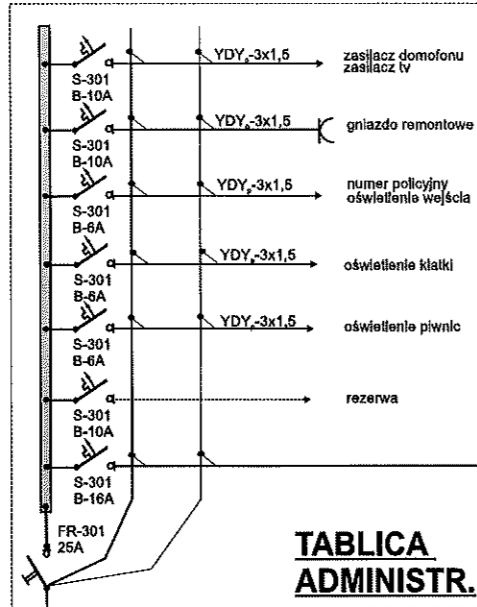 YDYp-3x1,5
zasilacz domofonu
zasilacz tv
S-301
B-10A
YDYp-3x1,5
gniazdo remontowe
S-301
B-10A
YDYp-3x1,5
numer policyjny
oświetlenie wejścia
S-301
B-6A
YDYp-3x1,5
oświetlenie klatki
S-301
B-6A
YDYp-3x1,5
oświetlenie piwnic
S-301
B-6A
rezerwa
S-301
B-10A
S-301
B-16A
FR-301
25A
TABLICA
ADMINISTR.